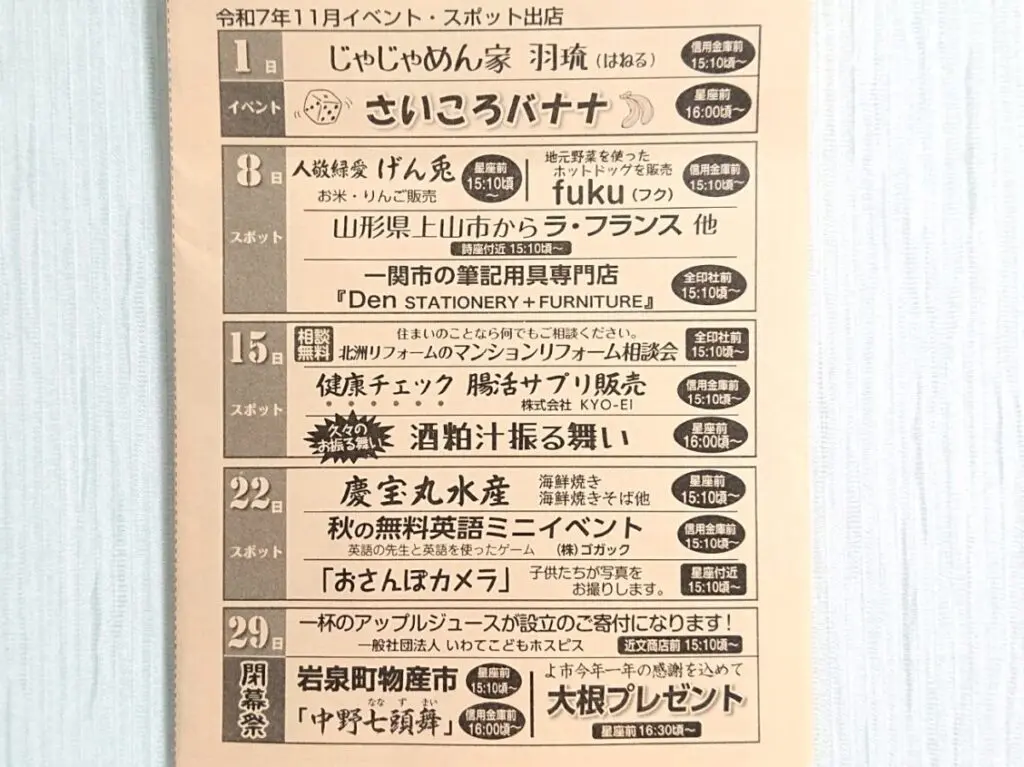 令和7年11月イベント・スポット出店
1日
じゃじゃめん家 羽琉(はねる)
信用金庫前
15:10頃~
イベント
さいころバナナ
星座前
16:00頃~
8日
スポット
人敬緑愛 げん兎
お米・りんご販売
星座前
15:10頃~
地元野菜を使った
ホットドッグを販売
fuku(フク)
信用金庫前
15:10頃~
山形県上山市からラ・フランス 他
詩座付近 15:10頃~
一関市の筆記用具専門店
『Den STATIONERY+FURNITURE』
全印社前
15:10頃~
15日
スポット
相談無料
住まいのことなら何でもご相談ください。
北洲リフォームのマンションリフォーム相談会
全印社前
15:10頃~
健康チェック 腸活サプリ販売
株式会社 KYO-EI
信用金庫前
15:10頃~
久々の
お振る舞い
酒粕汁振る舞い
星座前
16:00頃~
22日
スポット
慶宝丸水産
海鮮焼き
海鮮焼きそば他
星座前
15:10頃~
秋の無料英語ミニイベント
英語の先生と英語を使ったゲーム (株)ゴガック
信用金庫前
15:10頃~
「おさんぽカメラ」
子供たちが写真を
お撮りします。
星座付近
15:10頃~
29日
閉幕祭
一杯のアップルジュースが設立のご寄付になります!
一般社団法人 いわてこどもホスピス
近文商店前 15:10頃~
岩泉町物産市
星座前
15:10頃~
ななずまい
「中野七頭舞」
信用金庫前
16:00頃~
よ市今年一年の感謝を込めて
大根プレゼント
星座前 16:30頃~